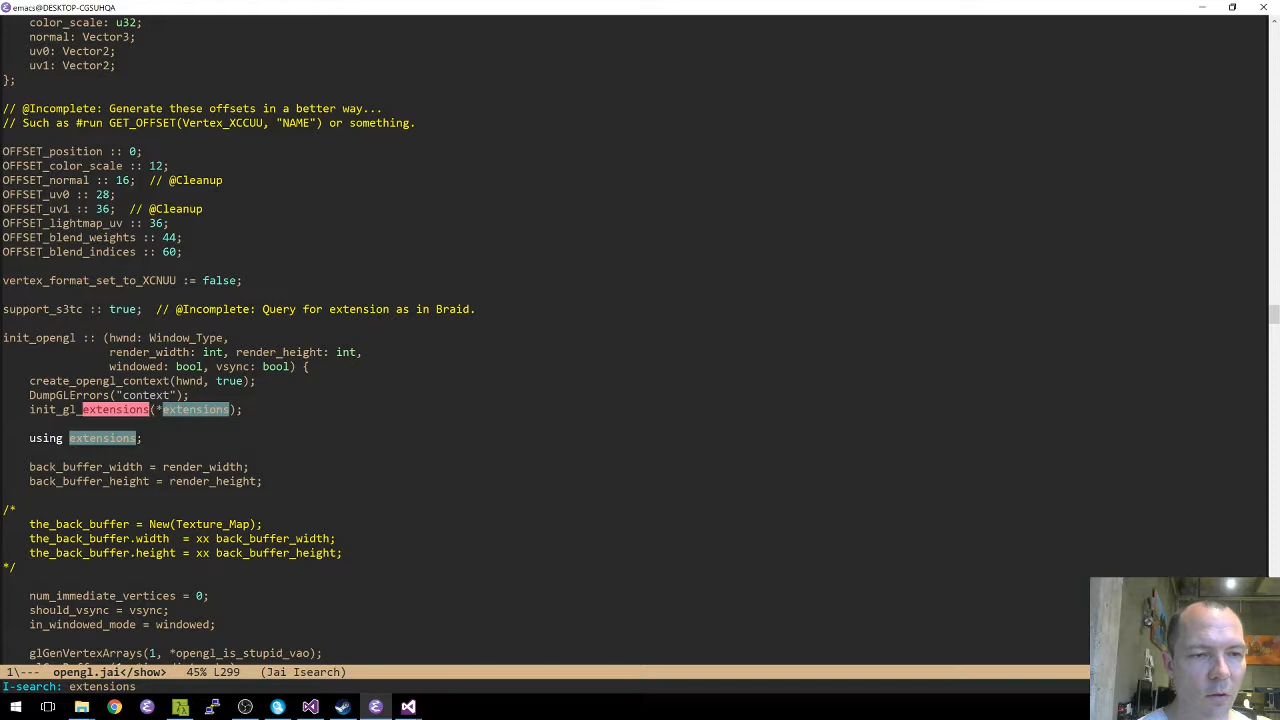 emacs@DESKTOP-CGSUHQA
    color_scale: u32;
    normal: Vector3;
    uv0: Vector2;
    uv1: Vector2;
};
// @Incomplete: Generate these offsets in a better way...
// Such as #run GET_OFFSET(Vertex_XCCUU, "NAME") or something.
OFFSET_position :: 0;
OFFSET_color_scale :: 12;
OFFSET_normal :: 16;  // @Cleanup
OFFSET_uv0 :: 28;
OFFSET_uv1 :: 36;  // @Cleanup
OFFSET_lightmap_uv :: 36;
OFFSET_blend_weights :: 44;
OFFSET_blend_indices :: 60;
vertex_format_set_to_XCNUU := false;
support_s3tc :: true;  // @Incomplete: Query for extension as in Braid.
init_opengl :: (hwnd: Window_Type,
                render_width: int, render_height: int,
                windowed: bool, vsync: bool) {
    create_opengl_context(hwnd, true);
    DumpGLErrors("context");
    init_gl_extensions(*extensions);
    using extensions;
    back_buffer_width = render_width;
    back_buffer_height = render_height;
/*
    the_back_buffer = New(Texture_Map);
    the_back_buffer.width  = xx back_buffer_width;
    the_back_buffer.height = xx back_buffer_height;
*/
    num_immediate_vertices = 0;
    should_vsync = vsync;
    in_windowed_mode = windowed;
    glGenVertexArrays(1, *opengl_is_stupid_vao);
1\---  opengl.jai</show>   45% L299   (Jai Isearch)
I-search: extensions